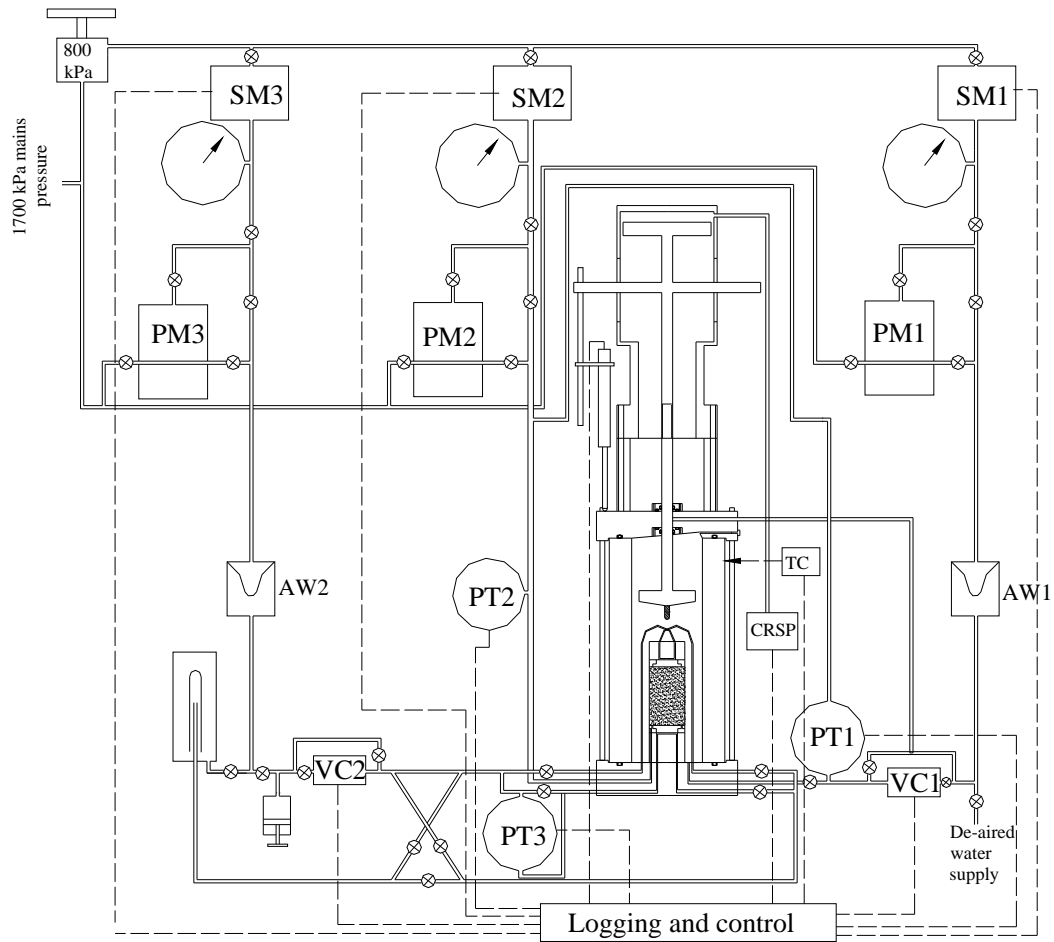 800
kPa
SM3
SM2
SM1
1700 kPa mains
pressure
PM3
PM2
PM1
AW2
PT2
TC
AW1
CRSP
PT1
VC2
VC1
PT3
De-aired
water
supply
Logging and control